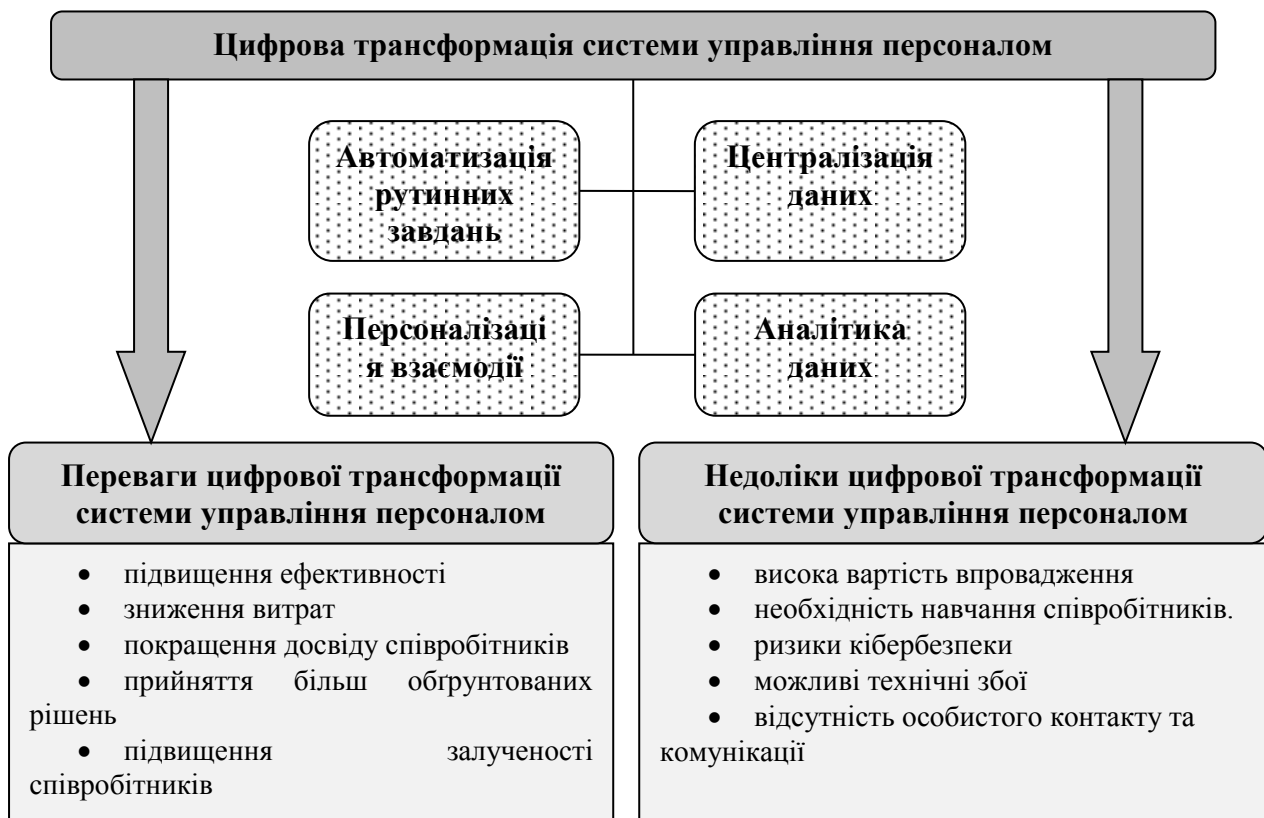 Цифрова трансформація системи управління персоналом
Автоматизація
рутинних
завдань
Централізація
даних
Персоналізаці
я взаємодії
Аналітика
даних
Переваги цифрової трансформації
системи управління персоналом
• підвищення ефективності
• зниження витрат
• покращення досвіду співробітників
• прийняття більш обґрунтованих
рішень
• підвищення залученості
співробітників
Недоліки цифрової трансформації
системи управління персоналом
• висока вартість впровадження
• необхідність навчання співробітників.
• ризики кібербезпеки
• можливі технічні збої
• відсутність особистого контакту та
комунікації